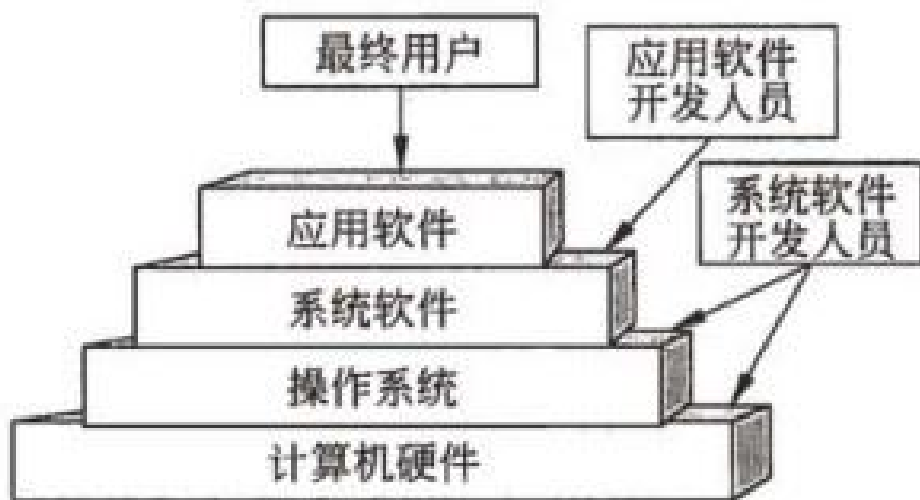 最终用户
应用软件
开发人员
系统软件
开发人员
应用软件
系统软件
操作系统
计算机硬件